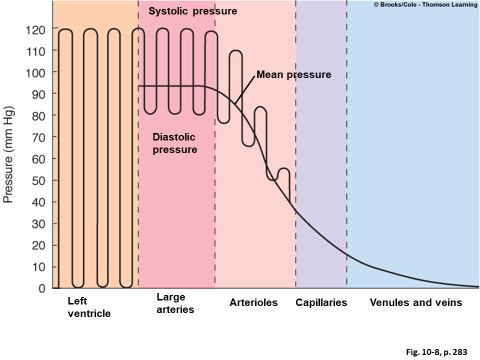 © Brooks/Cole - Thomson Learning
Systolic pressure
Mean pressure
Diastolic
pressure
Pressure (mm Hg)
120
110
100
90
80
70
60
50
40
30
20
10
0
Left
ventricle
Large
arteries
Arterioles
Capillaries
Venules and veins
Fig. 10-8, p. 283